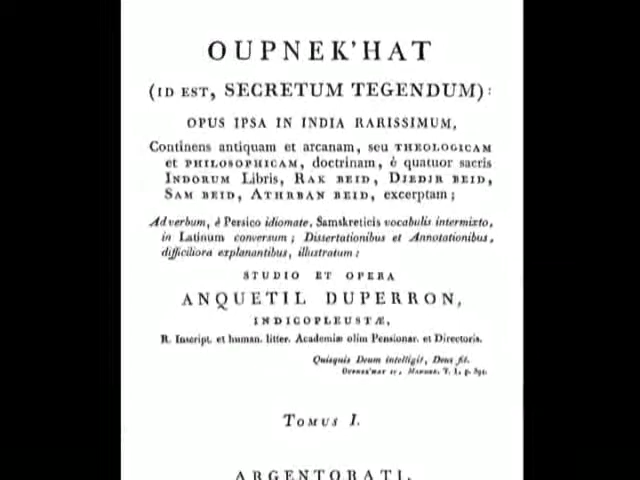 OUPNEK'HAT
(ID EST, SECRETUM TEGENDUM):
OPUS IPSA IN INDIA RARISSIMUM,
Continens antiquam et arcanam, seu THEOLOGICAM
et PHILOSOPHICAM, doctrinam, è quatuor sacris
INDORUM Libris, RAK BEID, DJEDJR BEID,
SAM BEID, ATHRBAN BEID, excerptam;
Ad verbum, è Persico idiomate, Samskreticis vocabulis intermixto,
in Latinum conversum; Dissertationibus et Annotationibus,
difficiliora explanantibus, illustratum:
STUDIO ET OPERA
ANQUETIL DUPERRON,
INDICOPLEUSTÆ,
R. Inscript. et human. litter. Academiæ olim Pensionar. et Directoris.
Quisquis Deum intelligit, Deus fit.
OUPNEK'HAT T. I, p.
TOMUS I.
ARGENTORATI,